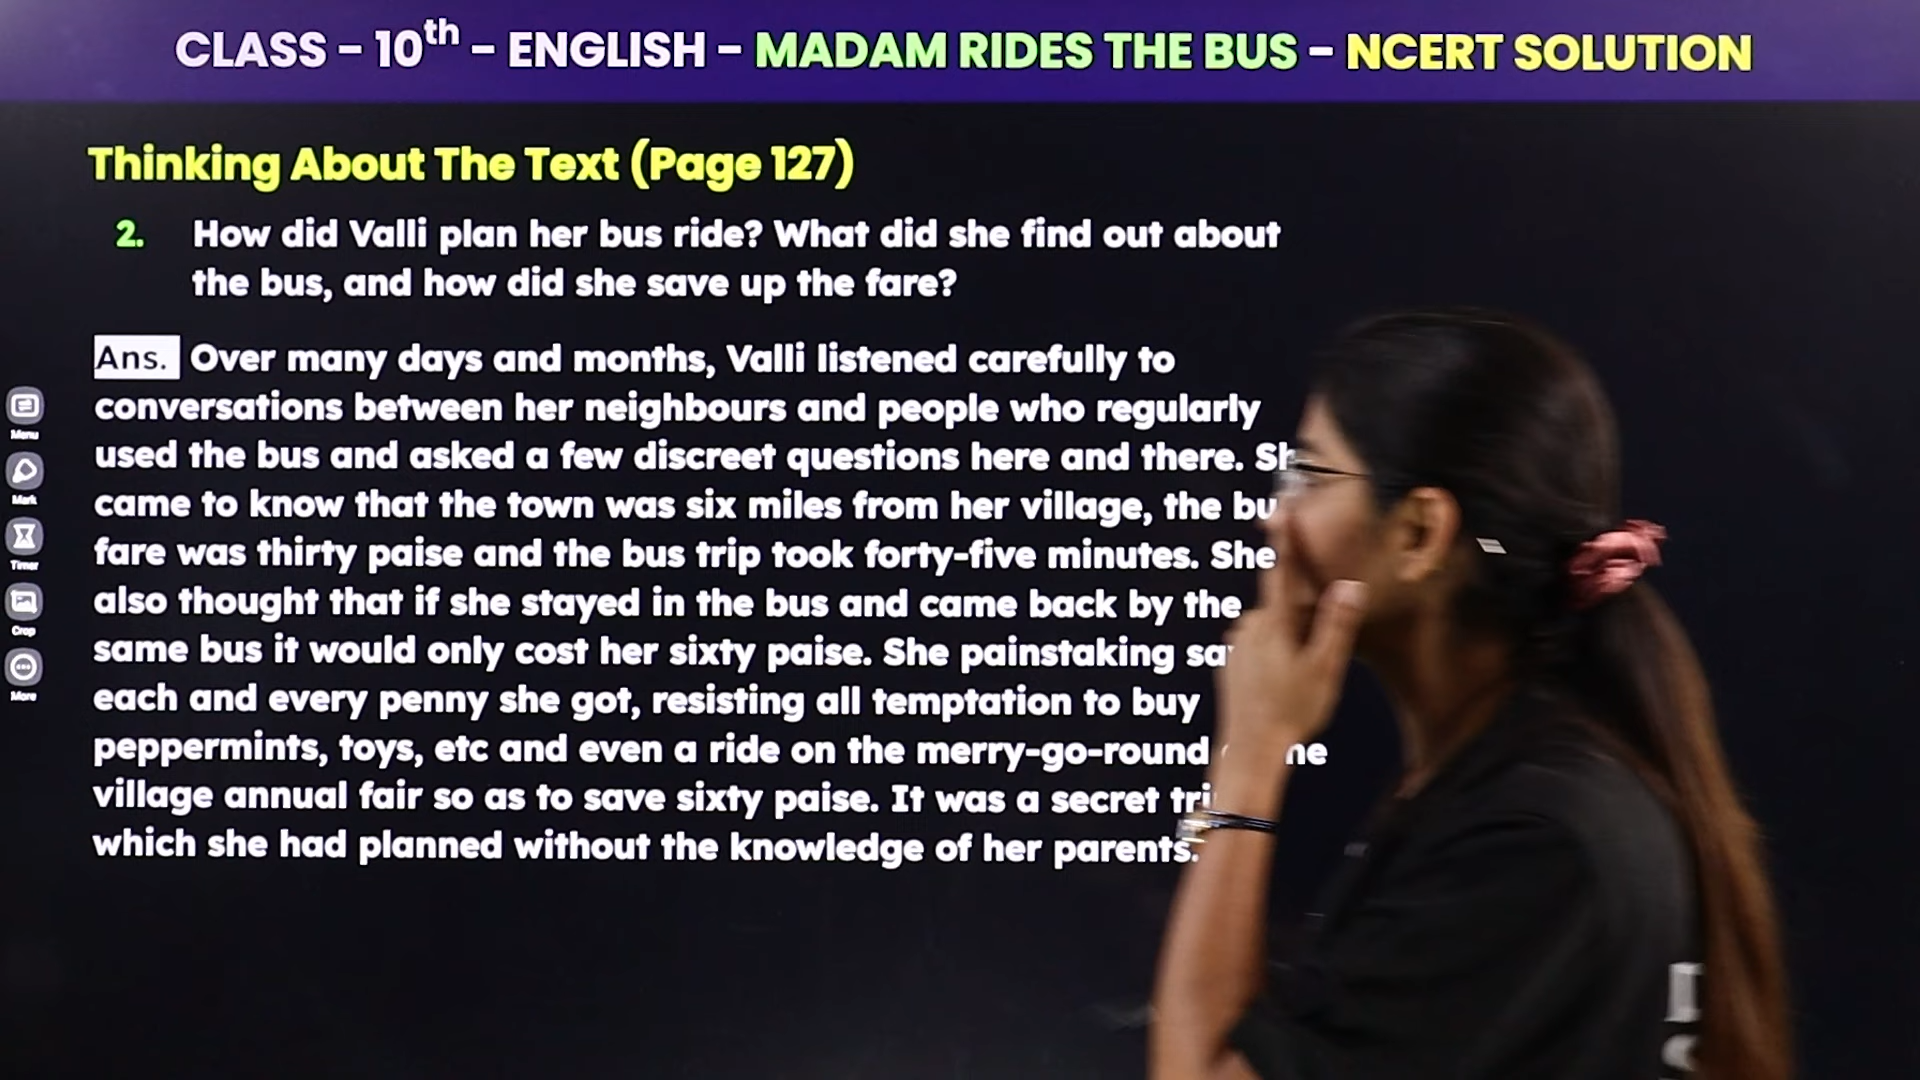 CLASS – 10th – ENGLISH – MADAM RIDES THE BUS – NCERT SOLUTION
Thinking About The Text (Page 127)
2. How did Valli plan her bus ride? What did she find out about
the bus, and how did she save up the fare?
Ans. Over many days and months, Valli listened carefully to
conversations between her neighbours and people who regularly
used the bus and asked a few discreet questions here and there.
came to know that the town was six miles from her village, the
fare was thirty paise and the bus trip took forty-five minutes. She
also thought that if she stayed in the bus and came back by the
same bus it would only cost her sixty paise. She painstaking
each and every penny she got, resisting all temptation to buy
peppermints, toys, etc and even a ride on the merry-go-round
village annual fair so as to save sixty paise. It was a secret
which she had planned without the knowledge of her parents.
Menu
Mark
Timer
Crop
More